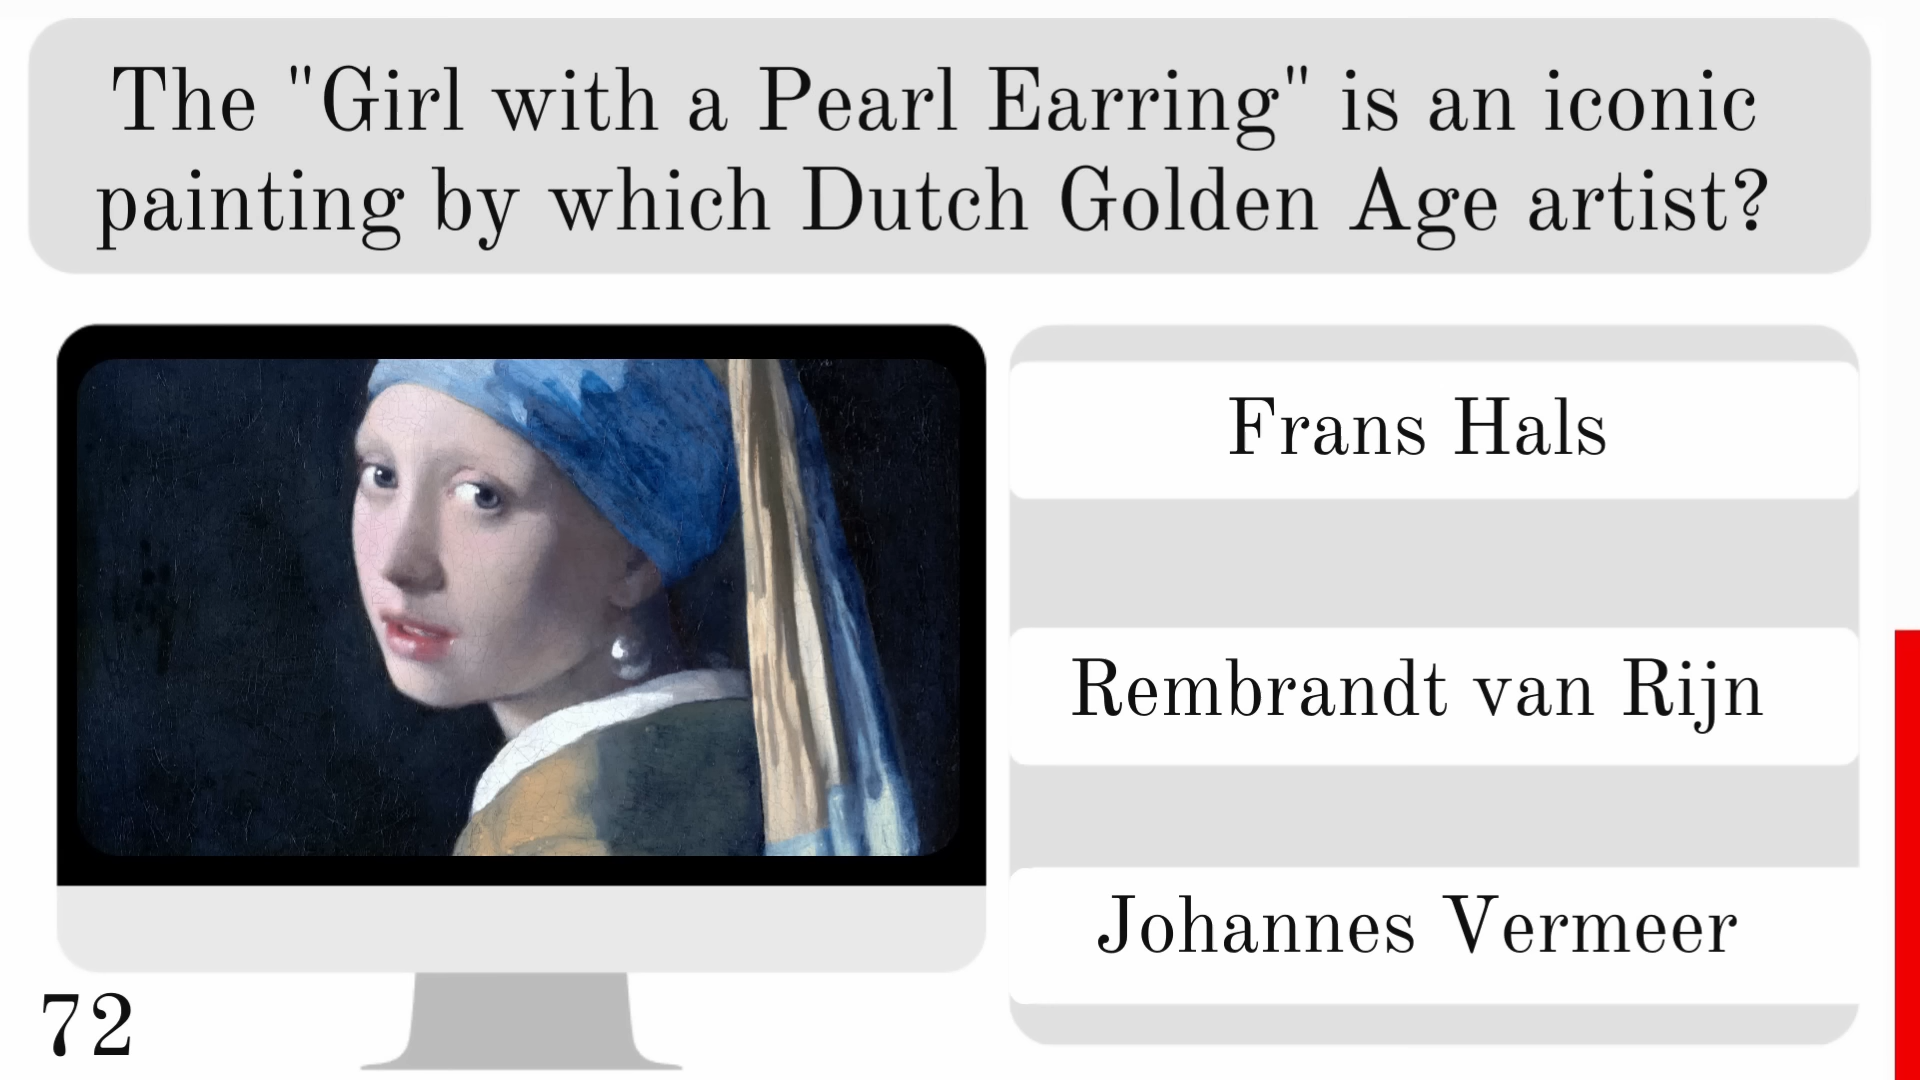 The "Girl with a Pearl Earring" is an iconic
painting by which Dutch Golden Age artist?
Frans Hals
Rembrandt van Rijn
Johannes Vermeer
72